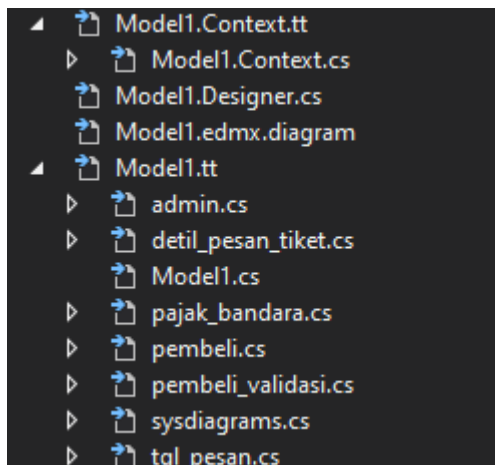 Model1.Context.tt
Model1.Context.cs
Model1.Designer.cs
Model1.edmx.diagram
Model1.tt
admin.cs
detil_pesan_tiket.cs
Model1.cs
pajak_bandara.cs
pembeli.cs
pembeli_validasi.cs
sysdiagrams.cs
tgl_pesan.cs